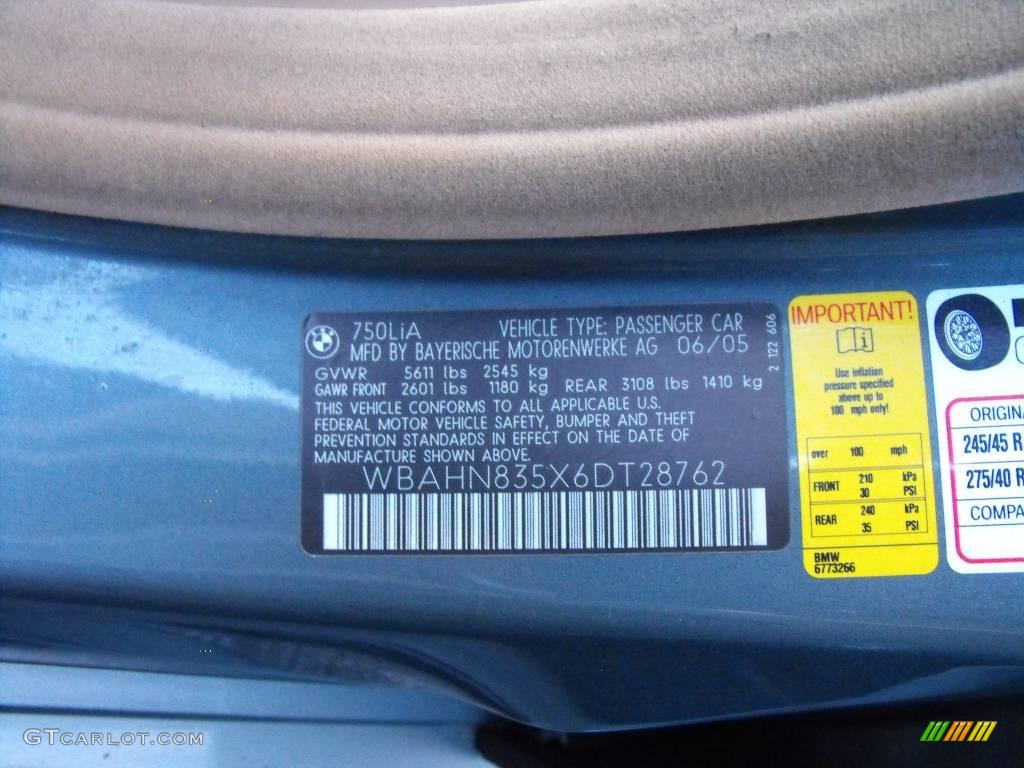 750LiA VEHICLE TYPE: PASSENGER CAR
MFD BY BAYERISCHE MOTORENWERKE AG 06/05
GVWR 5611 lbs 2545 kg
GAWR FRONT 2601 lbs 1180 kg REAR 3108 lbs 1410 kg
THIS VEHICLE CONFORMS TO ALL APPLICABLE U.S.
FEDERAL MOTOR VEHICLE SAFETY, BUMPER AND THEFT
PREVENTION STANDARDS IN EFFECT ON THE DATE OF
MANUFACTURE SHOWN ABOVE.
WBAHN835X6DT28762
2 122 606
IMPORTANT!
Use inflation
pressure specified
above up to
100 mph only!
over 100 mph
FRONT 210 kPa
30 PSI
REAR 240 kPa
35 PSI
BMW
6773266
ORIGINA
245/45 R
275/40 R
COMPA
GTCARLOT.COM